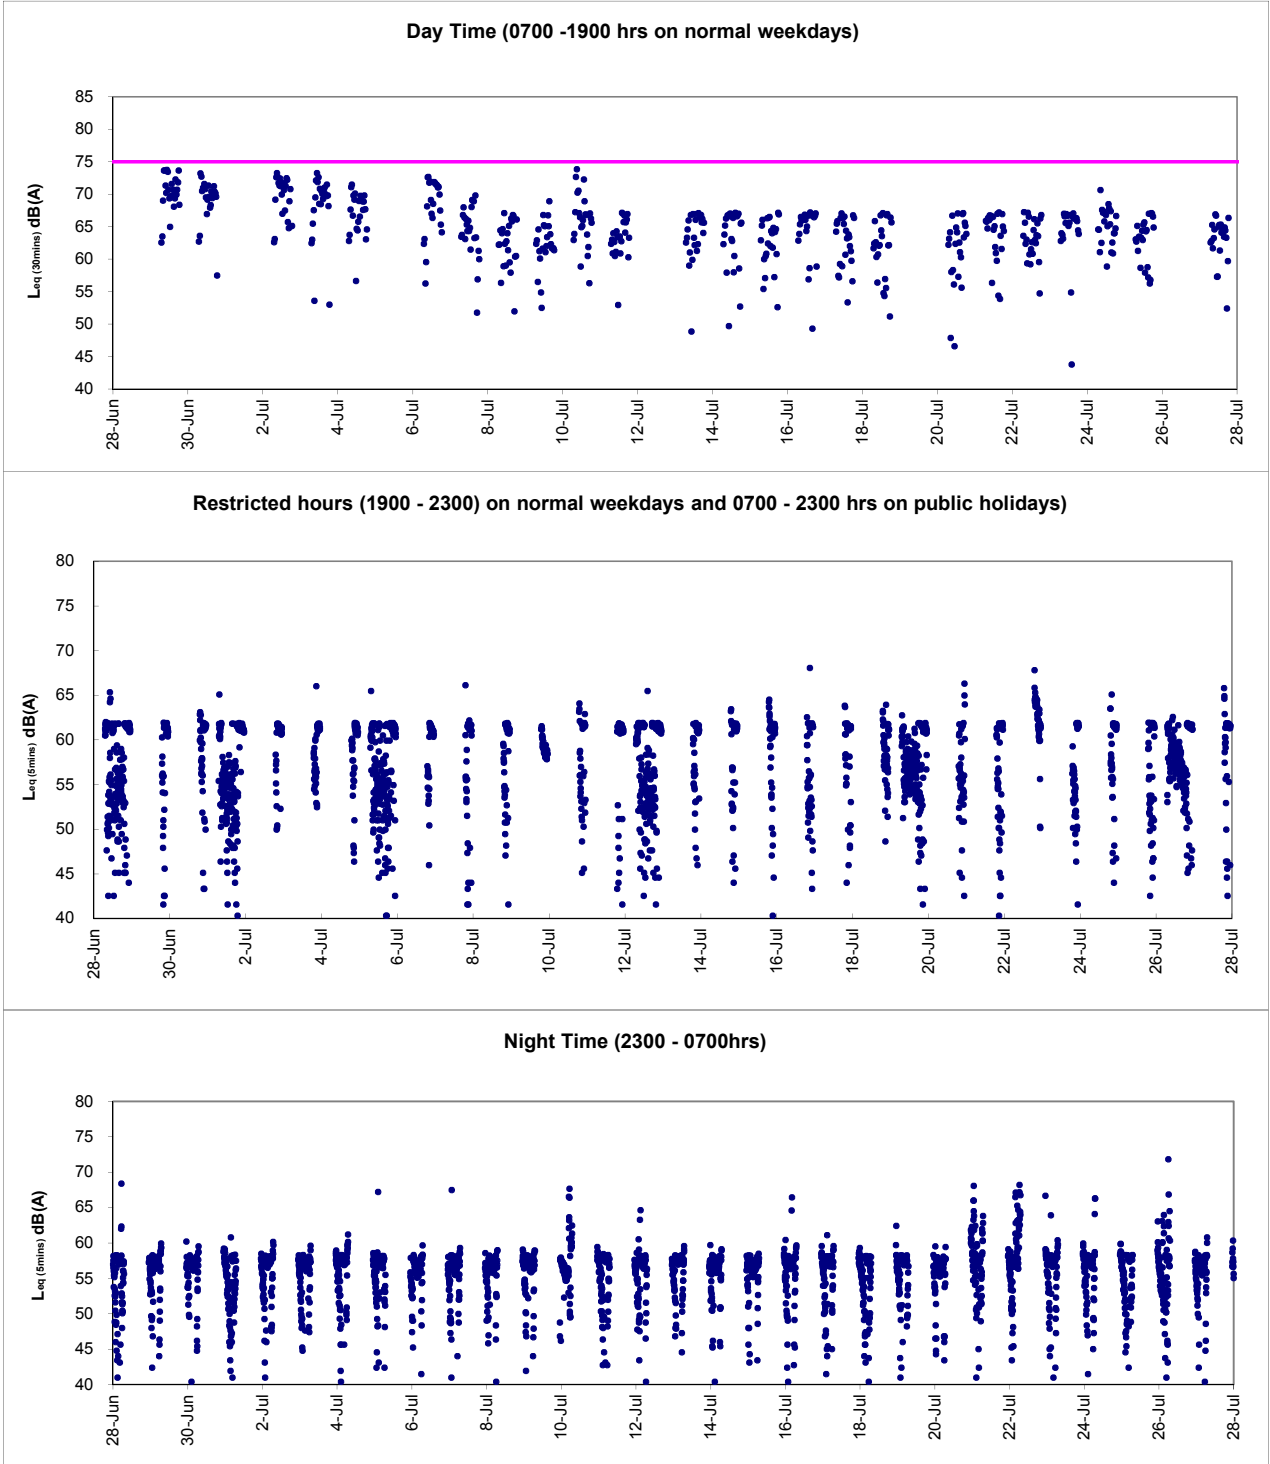 Day Time (0700 -1900 hrs on normal weekdays)
Leq (30mins) dB(A)
85
80
75
70
65
60
55
50
45
40
28-Jun
30-Jun
2-Jul
4-Jul
6-Jul
8-Jul
10-Jul
12-Jul
14-Jul
16-Jul
18-Jul
20-Jul
22-Jul
24-Jul
26-Jul
28-Jul
Restricted hours (1900 - 2300) on normal weekdays and 0700 - 2300 hrs on public holidays)
Leq (5mins) dB(A)
80
75
70
65
60
55
50
45
40
28-Jun
30-Jun
2-Jul
4-Jul
6-Jul
8-Jul
10-Jul
12-Jul
14-Jul
16-Jul
18-Jul
20-Jul
22-Jul
24-Jul
26-Jul
28-Jul
Night Time (2300 - 0700hrs)
Leq (5mins) dB(A)
80
75
70
65
60
55
50
45
40
28-Jun
30-Jun
2-Jul
4-Jul
6-Jul
8-Jul
10-Jul
12-Jul
14-Jul
16-Jul
18-Jul
20-Jul
22-Jul
24-Jul
26-Jul
28-Jul